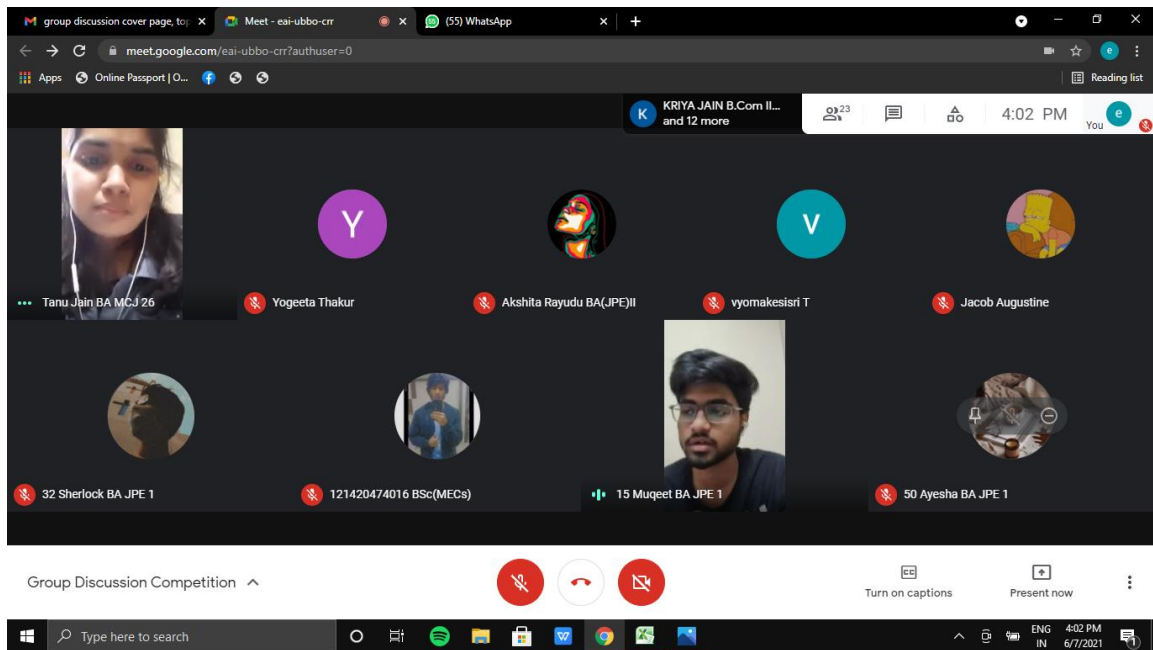 group discussion cover page, top
Meet - eai-ubbo-crr
(55) WhatsApp
meet.google.com/eai-ubbo-crr?authuser=0
e
Apps
Online Passport | O...
Reading list
K
KRIYA JAIN B.Com II...
and 12 more
23
4:02 PM
You
e
Y
V
Tanu Jain BA MCJ 26
Yogeeta Thakur
Akshita Rayudu BA(JPE)II
vyomakesisri T
Jacob Augustine
32 Sherlock BA JPE 1
121420474016 BSc(MECs)
15 Muqeet BA JPE 1
50 Ayesha BA JPE 1
Group Discussion Competition
CC
Turn on captions
Present now
Type here to search
W
ENG
IN
4:02 PM
6/7/2021
1